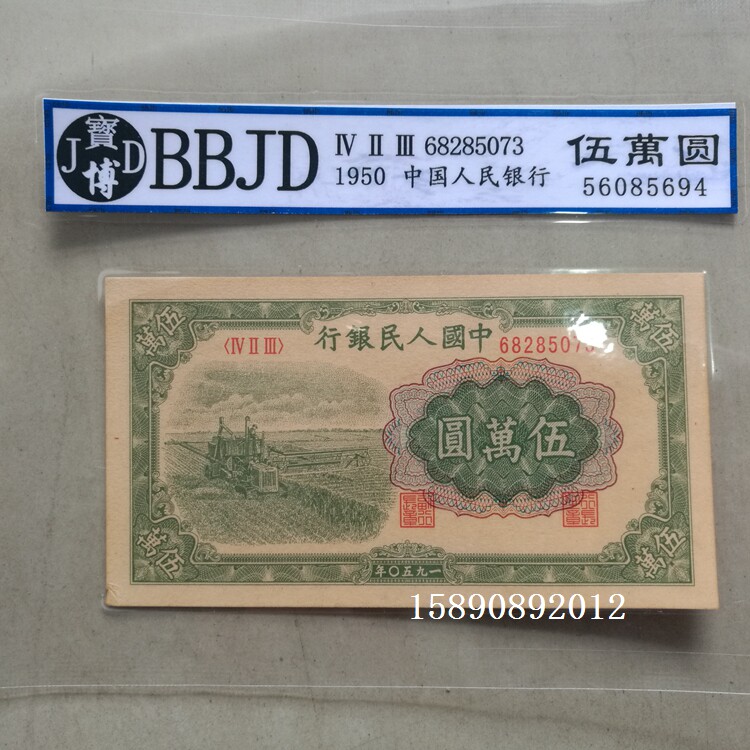 寶
J D
博
BBJD
Ⅳ Ⅱ Ⅲ 68285073
1950 中国人民银行
伍萬圆
56085694
伍萬
伍萬
行銀民人國中
〈Ⅳ Ⅱ Ⅲ〉
68285073
圓萬伍
伍萬
伍萬
年〇五九一
15890892012